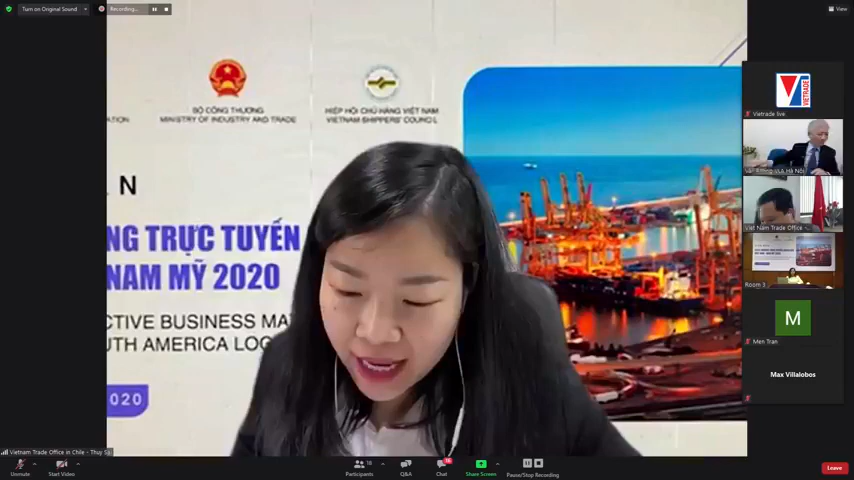 Turn on Original Sound
Recording...
View
BỘ CÔNG THƯƠNG
MINISTRY OF INDUSTRY AND TRADE
HIỆP HỘI CHỦ HÀNG VIỆT NAM
VIETNAM SHIPPERS' COUNCIL
N
NG TRỰC TUYẾN
NAM MỸ 2020
CTIVE BUSINESS MA
UTH AMERICA LOG
020
VIETRADE
Vietrade live.
Viet Nam Trade Office -
Room 3
M
Men Tran
Max Villalobos
Vietnam Trade Office in Chile - Thuy
Unmute
Start Video
Participants
18
Q&A
Chat
Share Screen
Pause/Stop Recording
Leave